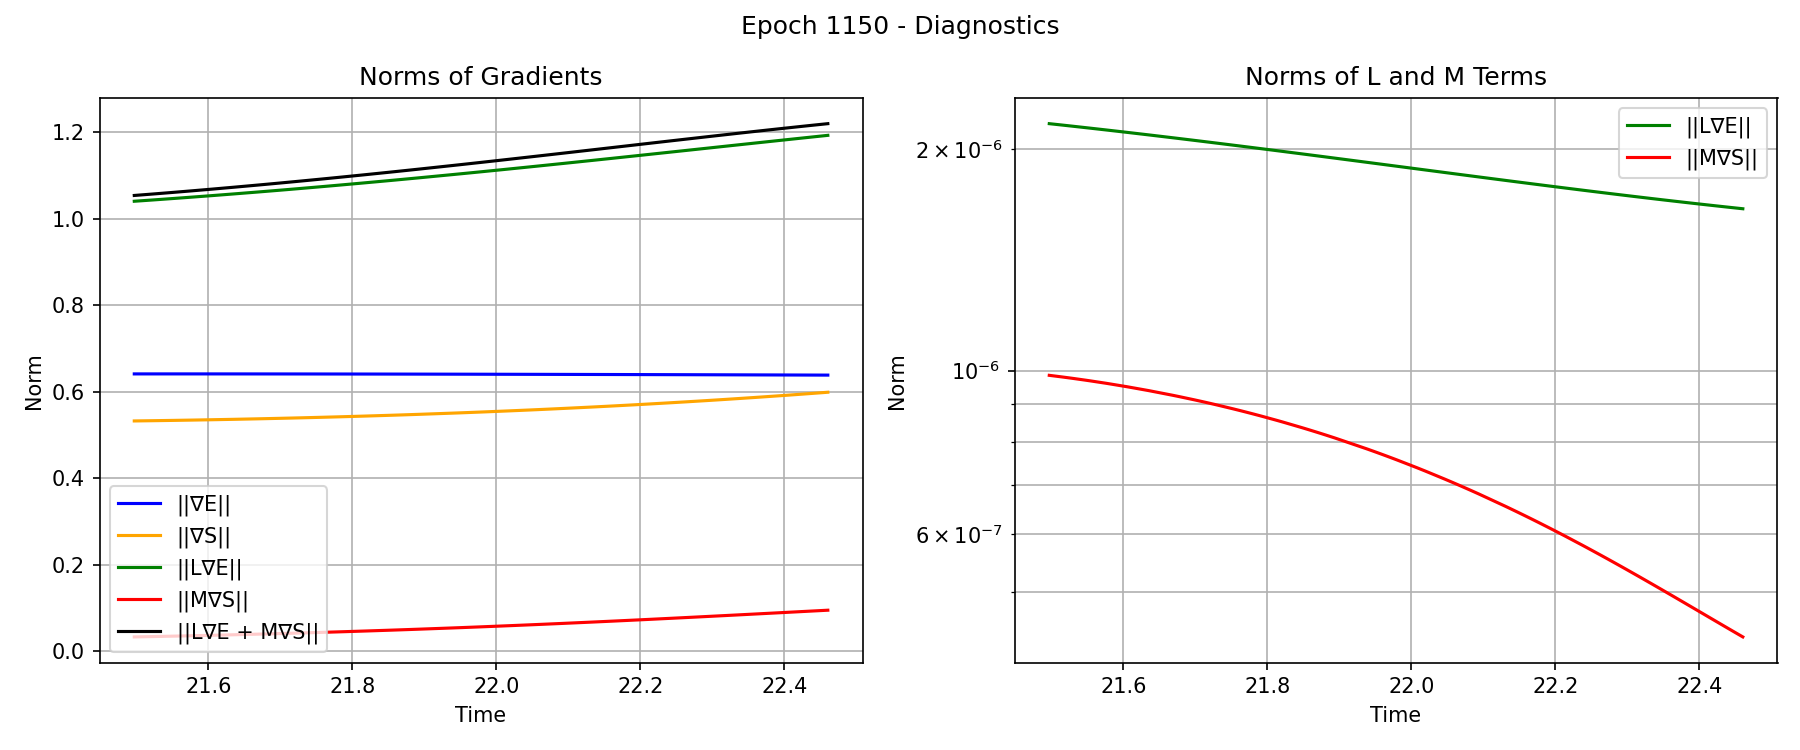 Epoch 1150 - Diagnostics
Norms of Gradients
Norm
1.2
1.0
0.8
0.6
0.4
0.2
0.0
||∇E||
||∇S||
||L∇E||
||M∇S||
||L∇E + M∇S||
21.6 21.8 22.0 22.2 22.4
Time
Norms of L and M Terms
Norm
2 × 10⁻⁶
10⁻⁶
6 × 10⁻⁷
||L∇E||
||M∇S||
21.6 21.8 22.0 22.2 22.4
Time